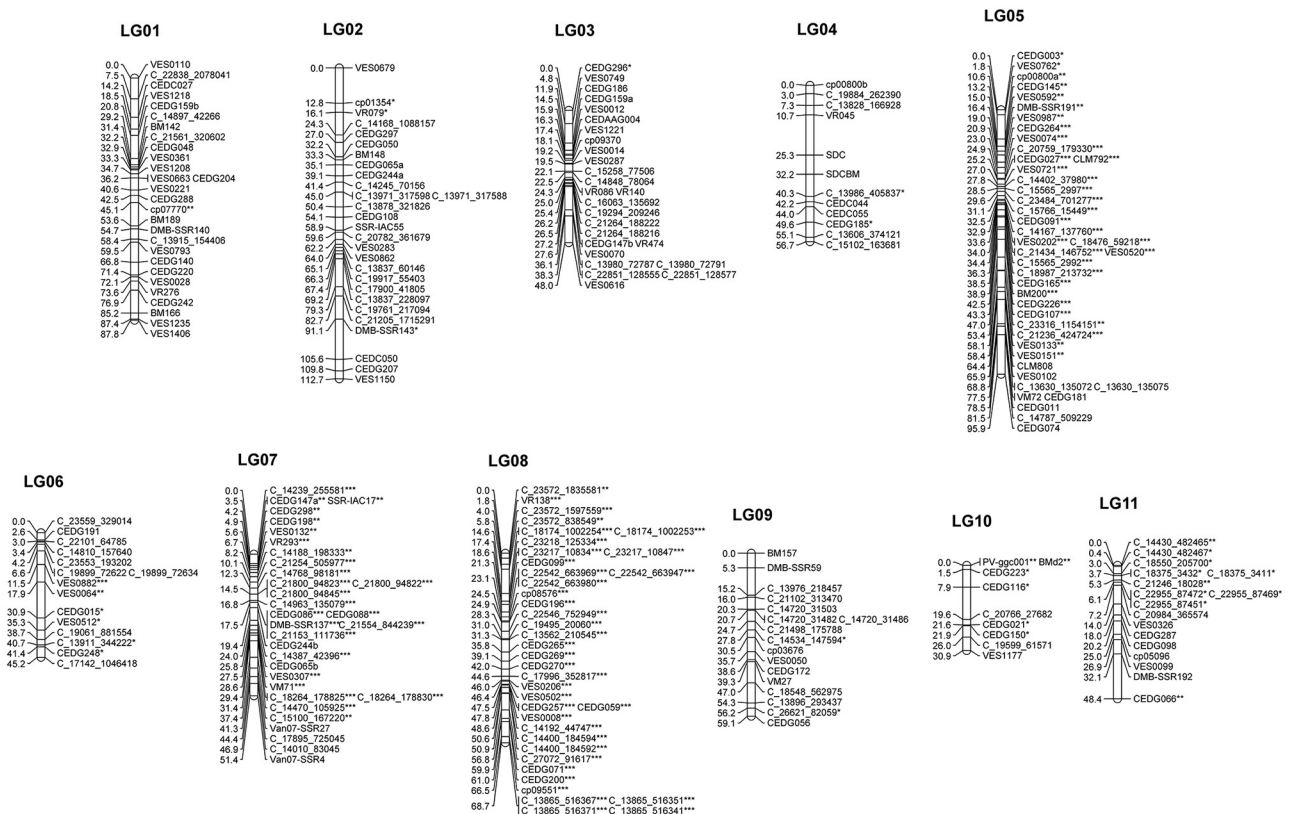 LG01
0.0 VES0110
7.5 C_22838_2078041
14.2 CEDC027
18.5 VES1218
20.8 CEDG159b
29.2 C_14897_42266
31.4 BM142
32.2 C_21561_320602
32.9 CEDG048
33.3 VES0361
34.7 VES1208
36.2 VES0663 CEDG204
40.6 VES0221
42.5 CEDG288
45.1 cp07770**
53.6 BM189
54.7 DMB-SSR140
58.4 C_13915_154406
59.5 VES0793
66.8 CEDG140
71.4 CEDG220
72.1 VES0028
73.6 VR276
76.9 CEDG242
85.2 BM166
87.4 VES1235
87.8 VES1406
LG02
0.0 VES0679
12.8 cp01354*
16.1 VR079*
24.3 C_14168_1088157
27.0 CEDG297
32.2 CEDG050
33.3 BM148
35.1 CEDG065a
39.1 CEDG244a
41.4 C_14245_70156
45.0 C_13971_317598 C_13971_317588
50.4 C_13878_321826
54.1 CEDG108
58.9 SSR-IAC55
59.6 C_20782_361679
62.2 VES0283
64.0 VES0862
65.1 C_13837_60146
66.3 C_19917_55403
67.4 C_17900_41805
69.2 C_13837_228097
79.3 C_19761_217094
82.7 C_21205_1715291
91.1 DMB-SSR143*
105.6 CEDC050
109.8 CEDG207
112.7 VES1150
LG03
0.0 CEDG296*
4.8 VES0749
11.9 CEDG186
14.5 CEDG159a
15.9 VES0012
16.3 CEDAAG004
17.4 VES1221
18.1 cp09370
19.2 VES0014
19.5 VES0287
22.1 C_15258_77506
22.5 C_14848_78064
24.3 VR086 VR140
25.0 C_16063_135692
25.4 C_19294_209246
26.2 C_21264_188222
26.5 C_21264_188216
27.2 CEDG147b VR474
27.6 VES0070
36.1 C_13980_72787 C_13980_72791
38.3 C_22851_128555 C_22851_128577
48.0 VES0616
LG04
0.0 cp00800b
3.0 C_19884_262390
7.3 C_13828_166928
10.7 VR045
25.3 SDC
32.2 SDCBM
40.3 C_13986_405837*
42.2 CEDC044
44.0 CEDC055
49.6 CEDG185*
55.1 C_13606_374121
56.7 C_15102_163681
LG05
0.0 CEDG003*
1.8 VES0762*
10.6 cp00800a**
13.2 CEDG145**
15.0 VES0592**
16.4 DMB-SSR191**
19.0 VES0987**
20.9 CEDG264**
23.0 VES0074***
24.9 C_20759_179330***
25.2 CEDG027*** CLM792***
27.0 VES0721***
27.8 C_14402_37980***
28.5 C_15565_2997***
29.6 C_23484_701277***
31.1 C_15766_15449***
32.5 CEDG091***
32.9 C_14167_137760***
33.6 VES0202*** C_18476_59218***
34.0 C_21434_146752*** VES0520***
34.4 C_15565_2992***
36.3 C_18987_213732***
38.5 CEDG165***
38.9 BM200***
42.5 CEDG226***
43.3 CEDG107***
47.0 C_23316_1154151**
53.4 C_21236_424724***
58.1 VES0133**
58.4 VES0151**
64.4 CLM808
65.9 VES0102
68.8 C_13630_135072 C_13630_135075
77.5 VM72 CEDG181
78.5 CEDG011
81.5 C_14787_509229
95.9 CEDG074
LG06
0.0 C_23559_329014
2.6 CEDG191
3.0 C_22101_64785
3.4 C_14810_157640
4.2 C_23553_193202
6.6 C_19899_72622 C_19899_72634
11.5 VES0882***
17.9 VES0064**
30.9 CEDG015*
35.3 VES0512*
38.7 C_19061_881554
40.7 C_13911_344222*
41.4 CEDG248*
45.2 C_17142_1046418
LG07
0.0 C_14239_255581***
3.5 CEDG147a** SSR-IAC17**
4.2 CEDG298**
4.9 CEDG198**
5.6 VES0132**
6.7 VR293***
8.2 C_14188_198333**
10.1 C_21254_505977***
12.3 C_14768_98181***
14.5 C_21800_94823*** C_21800_94822***
C_21800_94845***
16.8 C_14963_135079***
CEDG086*** CEDG088***
17.5 DMB-SSR137*** C_21554_844239***
C_21153_111736***
19.4 CEDG244b
24.0 C_14387_42396***
25.8 CEDG065b
27.5 VES0307***
28.6 VM71***
29.4 C_18264_178825*** C_18264_178830***
31.4 C_14470_105925***
37.4 C_15100_167220**
41.3 Van07-SSR27
44.4 C_17895_725045
46.9 C_14010_83045
51.4 Van07-SSR4
LG08
0.0 C_23572_1835581**
1.8 VR138***
4.0 C_23572_1597559***
5.8 C_23572_838549**
14.6 C_18174_1002254*** C_18174_1002253***
17.4 C_23218_125334***
18.6 C_23217_10834*** C_23217_10847***
21.3 CEDG099***
23.1 C_22542_663969*** C_22542_663947***
C_22542_663980***
24.5 cp08576***
24.9 CEDG196***
28.3 C_22546_752949***
31.0 C_19495_20060***
31.3 C_13562_210545***
35.8 CEDG265***
39.1 CEDG269***
42.0 CEDG270***
44.6 C_17996_352817***
46.0 VES0206***
46.4 VES0502***
47.5 CEDG257*** CEDG059***
47.8 VES0008***
48.6 C_14192_44747***
50.6 C_14400_184594***
50.9 C_14400_184592***
56.8 C_27072_91617***
59.9 CEDG071***
61.0 CEDG200***
66.5 cp09551***
68.7 C_13865_516367*** C_13865_516351***
C_13865_516371*** C_13865_516341***
LG09
0.0 BM157
5.3 DMB-SSR59
15.2 C_13976_218457
16.0 C_21102_313470
20.3 C_14720_31503
20.7 C_14720_31482 C_14720_31486
24.7 C_21498_175788
27.8 C_14534_147594*
30.5 cp03676
35.7 VES0050
38.6 CEDG172
39.3 VM27
47.0 C_18548_562975
54.3 C_13896_293437
56.2 C_26621_82059*
59.1 CEDG056
LG10
0.0 PV-ggc001** BMd2**
1.5 CEDG223*
7.9 CEDG116*
19.6 C_20766_27682
21.6 CEDG021*
21.9 CEDG150*
26.0 C_19599_61571
30.9 VES1177
LG11
0.0 C_14430_482465**
0.4 C_14430_482467*
3.0 C_18550_205700*
3.7 C_18375_3432* C_18375_3411*
5.3 C_21246_18028**
6.1 C_22955_87472* C_22955_87469*
C_22955_87451*
7.2 C_20984_365574
14.0 VES0326
18.0 CEDG287
20.2 CEDG098
25.0 cp05096
26.9 VES0099
32.1 DMB-SSR192
48.4 CEDG066**